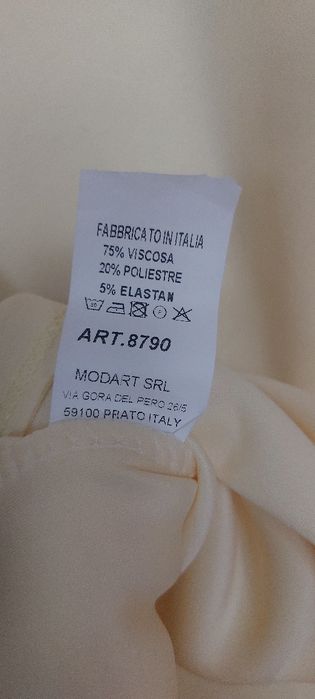 FABBRICATO IN ITALIA
75% VISCOSA
20% POLIESTRE
5% ELASTAN
ART.8790
MODART SRL
VIA GORA DEL PERO 26/5
59100 PRATO ITALY